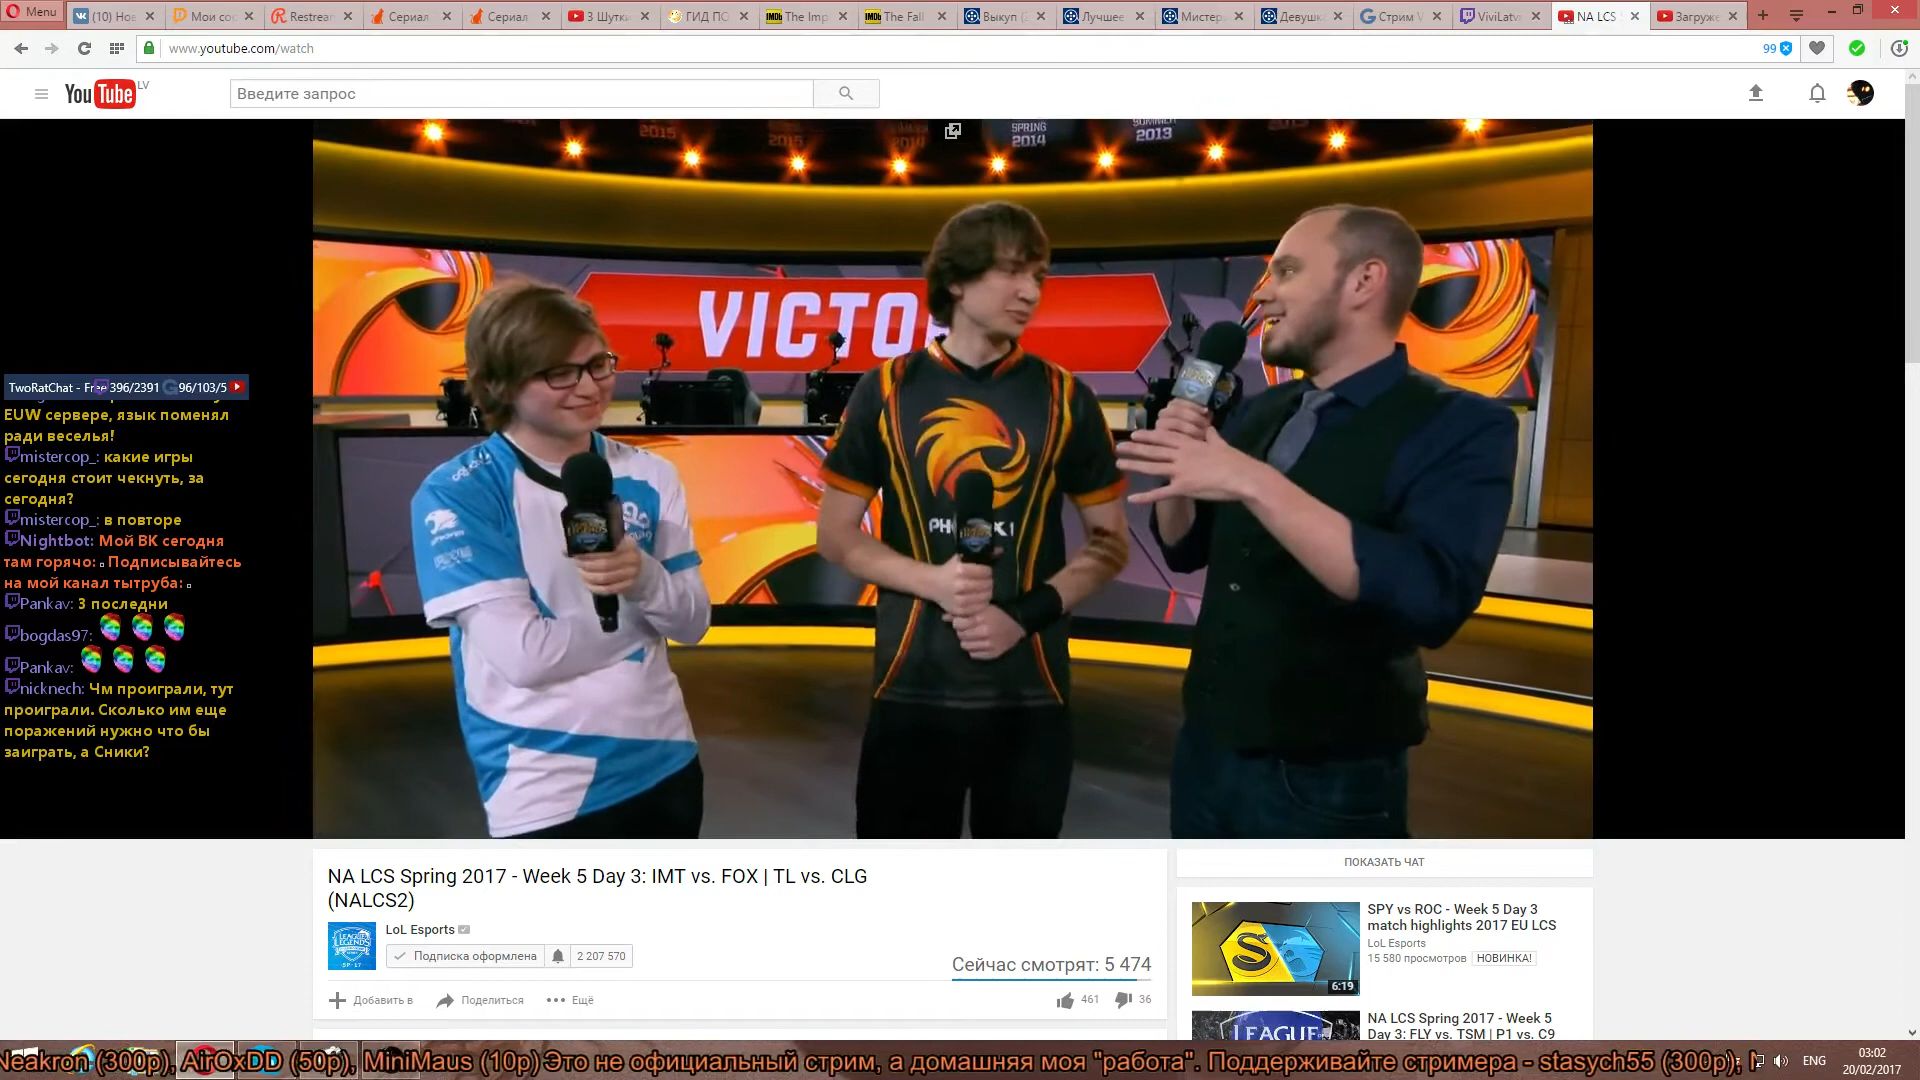 Menu
(10) Нов
Мои сос
Restrear
Сериал
Сериал
3 Шутк
ГИД ПО
The Imp
The Fall
Выкуп (
Лучшее
Мистер
Девушк
Стрим V
ViviLatv
NA LCS
Загруже
www.youtube.com/watch
99
YouTube LV
Введите запрос
2015
2015
2014
SPRING
2014
SUMMER
2013
2013
VICTO
TwoRatChat - Free 396/2391 96/103/5
EUW сервере, язык поменял
ради веселья!
mistercop_: какие игры
сегодня стоит чекнуть, за
сегодня?
mistercop_: в повторе
Nightbot: Мой ВК сегодня
там горячо: Подписывайтесь
на мой канал тытруба:
Pankav: 3 последни
bogdas97:
Pankav:
nicknech: Чм проиграли, тут
проиграли. Сколько им еще
поражений нужно что бы
заиграть, а Сники?
NA LCS Spring 2017 - Week 5 Day 3: IMT vs. FOX | TL vs. CLG
(NALCS2)
LoL Esports
Подписка оформлена 2 207 570
Сейчас смотрят: 5 474
Добавить в Поделиться Ещё
461 36
ПОКАЗАТЬ ЧАТ
SPY vs ROC - Week 5 Day 3
match highlights 2017 EU LCS
LoL Esports
15 580 просмотров НОВИНКА!
6:19
LEAGUE
NA LCS Spring 2017 - Week 5
Day 3: FLY vs. TSM | P1 vs. C9
Neakron (300р), AirOxDD (50р), MiniMaus (10р) Это не официальный стрим, а домашняя моя "работа". Поддерживайте стримера - stasych55 (300р),
ENG
03:02
20/02/2017